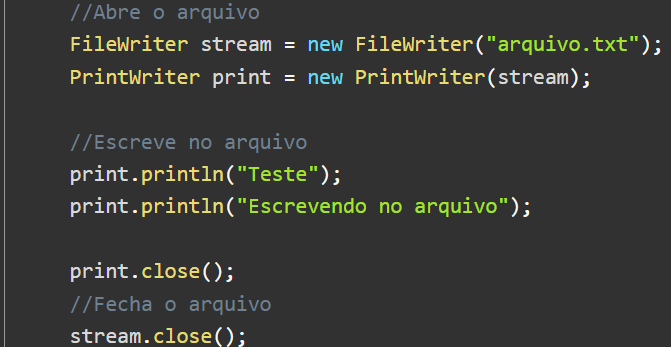 //Abre o arquivo
FileWriter stream = new FileWriter("arquivo.txt");
PrintWriter print = new PrintWriter(stream);
//Escreve no arquivo
print.println("Teste");
print.println("Escrevendo no arquivo");
print.close();
//Fecha o arquivo
stream.close();